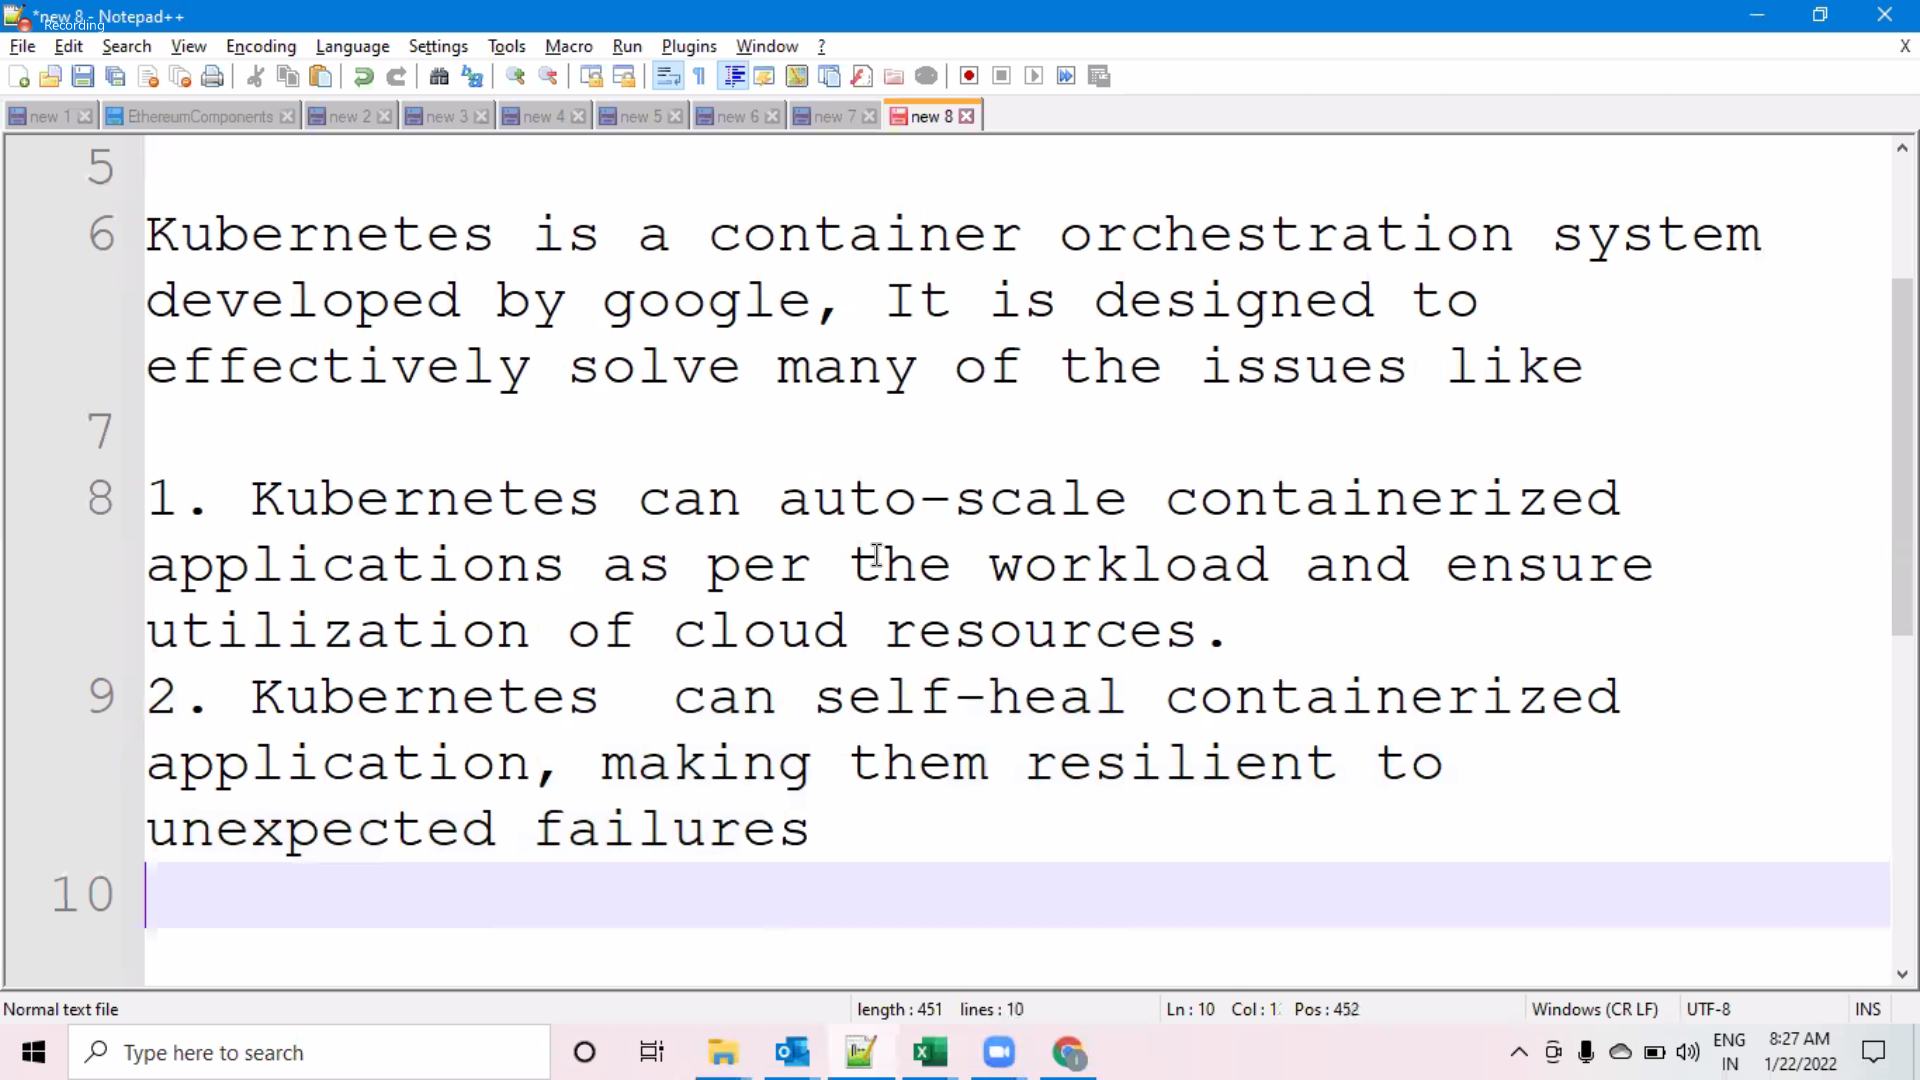 *new 8 - Notepad++
Recording
File Edit Search View Encoding Language Settings Tools Macro Run Plugins Window ? X
new 1 EthereumComponents new 2 new 3 new 4 new 5 new 6 new 7 new 8
5
6 Kubernetes is a container orchestration system
developed by google, It is designed to
effectively solve many of the issues like
7
8 1. Kubernetes can auto-scale containerized
applications as per the workload and ensure
utilization of cloud resources.
9 2. Kubernetes  can self-heal containerized
application, making them resilient to
unexpected failures
10
Normal text file length : 451 lines : 10 Ln : 10 Col : 1 Pos : 452 Windows (CR LF) UTF-8 INS
Type here to search
ENG 8:27 AM
IN 1/22/2022